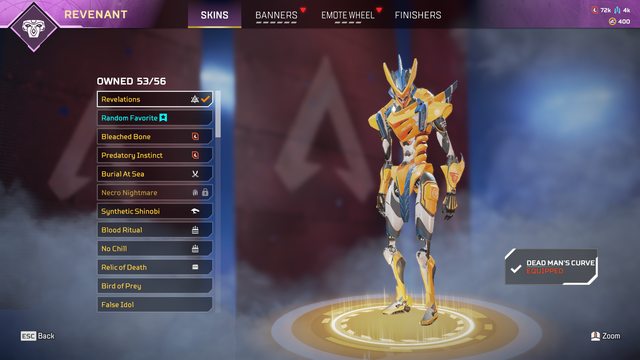 REVENANT
SKINS
BANNERS
EMOTE WHEEL
FINISHERS
72k
4k
400
OWNED 53/56
Revelations
Random Favorite
Bleached Bone
Predatory Instinct
Burial At Sea
Necro Nightmare
Synthetic Shinobi
Blood Ritual
No Chill
Relic of Death
Bird of Prey
False Idol
DEAD MAN'S CURVE
EQUIPPED
ESC Back
Zoom